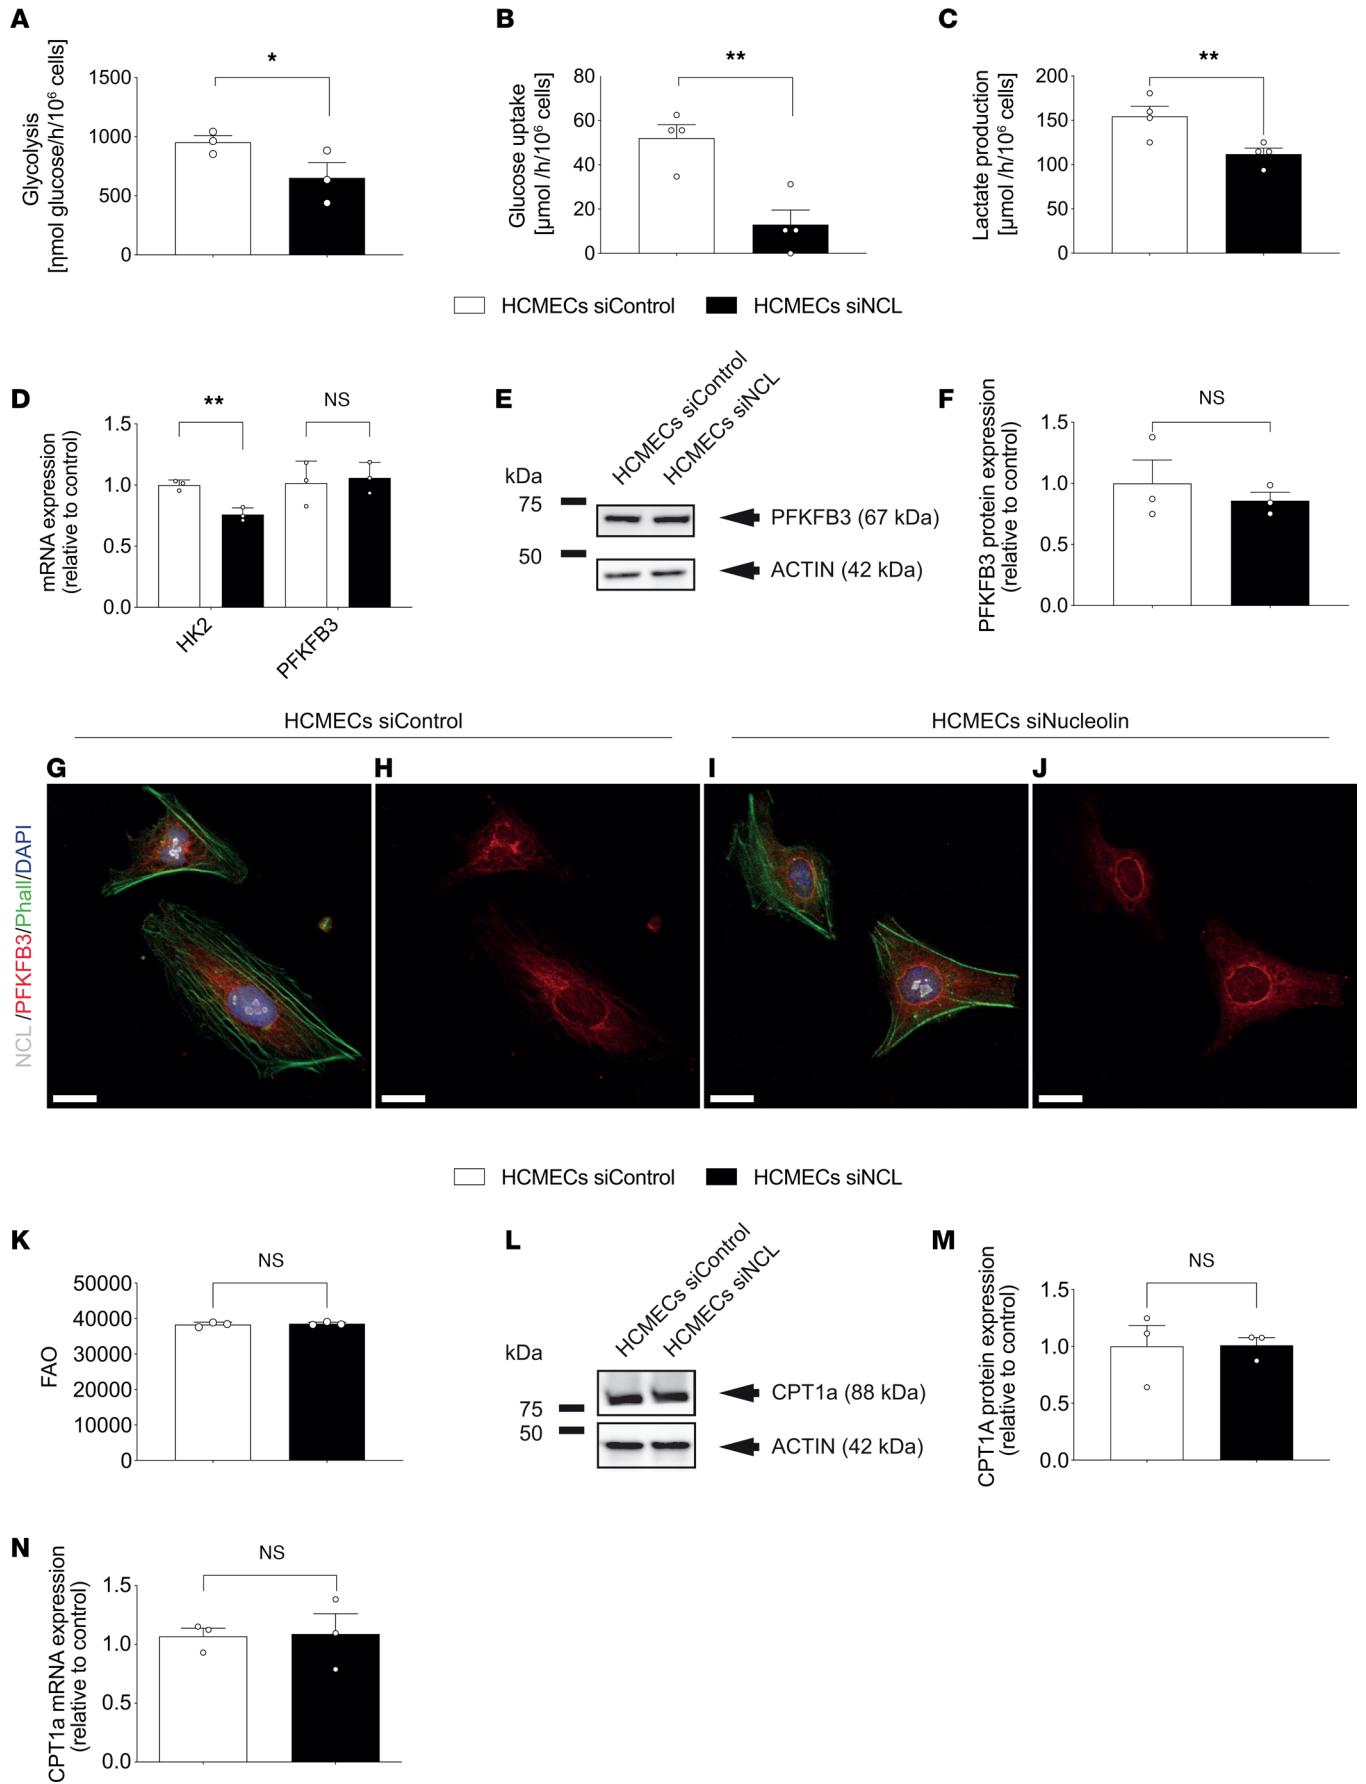 A
Glycolysis
[ηmol glucose/h/10⁶ cells]
1500
1000
500
0
*
B
Glucose uptake
[µmol /h/10⁶ cells]
80
60
40
20
0
**
C
Lactate production
[µmol /h/10⁶ cells]
200
150
100
50
0
**
HCMECs siControl
HCMECs siNCL
D
mRNA expression
(relative to control)
1.5
1.0
0.5
0.0
**
NS
HK2
PFKFB3
E
HCMECs siControl
HCMECs siNCL
kDa
75
50
PFKFB3 (67 kDa)
ACTIN (42 kDa)
F
PFKFB3 protein expression
(relative to control)
1.5
1.0
0.5
0.0
NS
HCMECs siControl
HCMECs siNucleolin
G
H
I
J
NCL /PFKFB3/Phall/DAPI
HCMECs siControl
HCMECs siNCL
K
FAO
50000
40000
30000
20000
10000
0
NS
L
HCMECs siControl
HCMECs siNCL
kDa
75
50
CPT1a (88 kDa)
ACTIN (42 kDa)
M
CPT1A protein expression
(relative to control)
1.5
1.0
0.5
0.0
NS
N
CPT1a mRNA expression
(relative to control)
1.5
1.0
0.5
0.0
NS